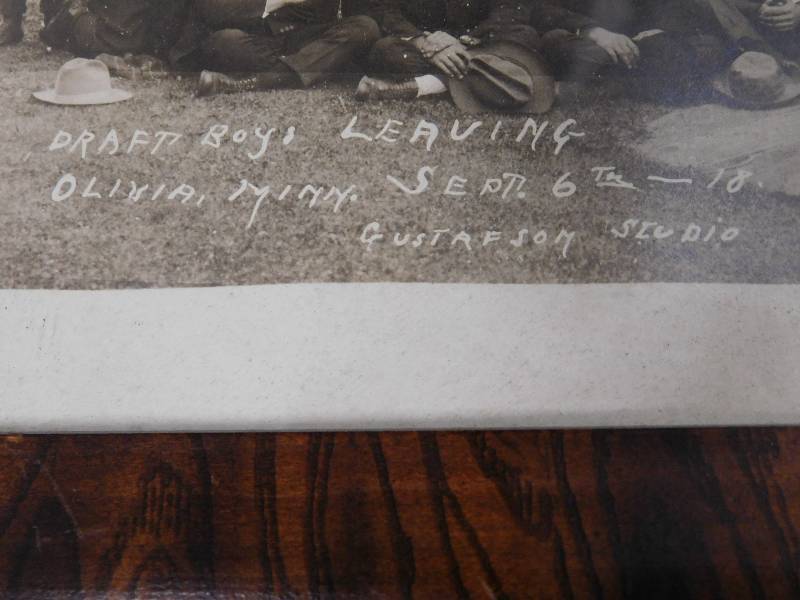 DRAFT BOYS LEAVING
OLIVIA, MINN. SEPT. 6TH — 18.
GUSTAFSON STUDIO